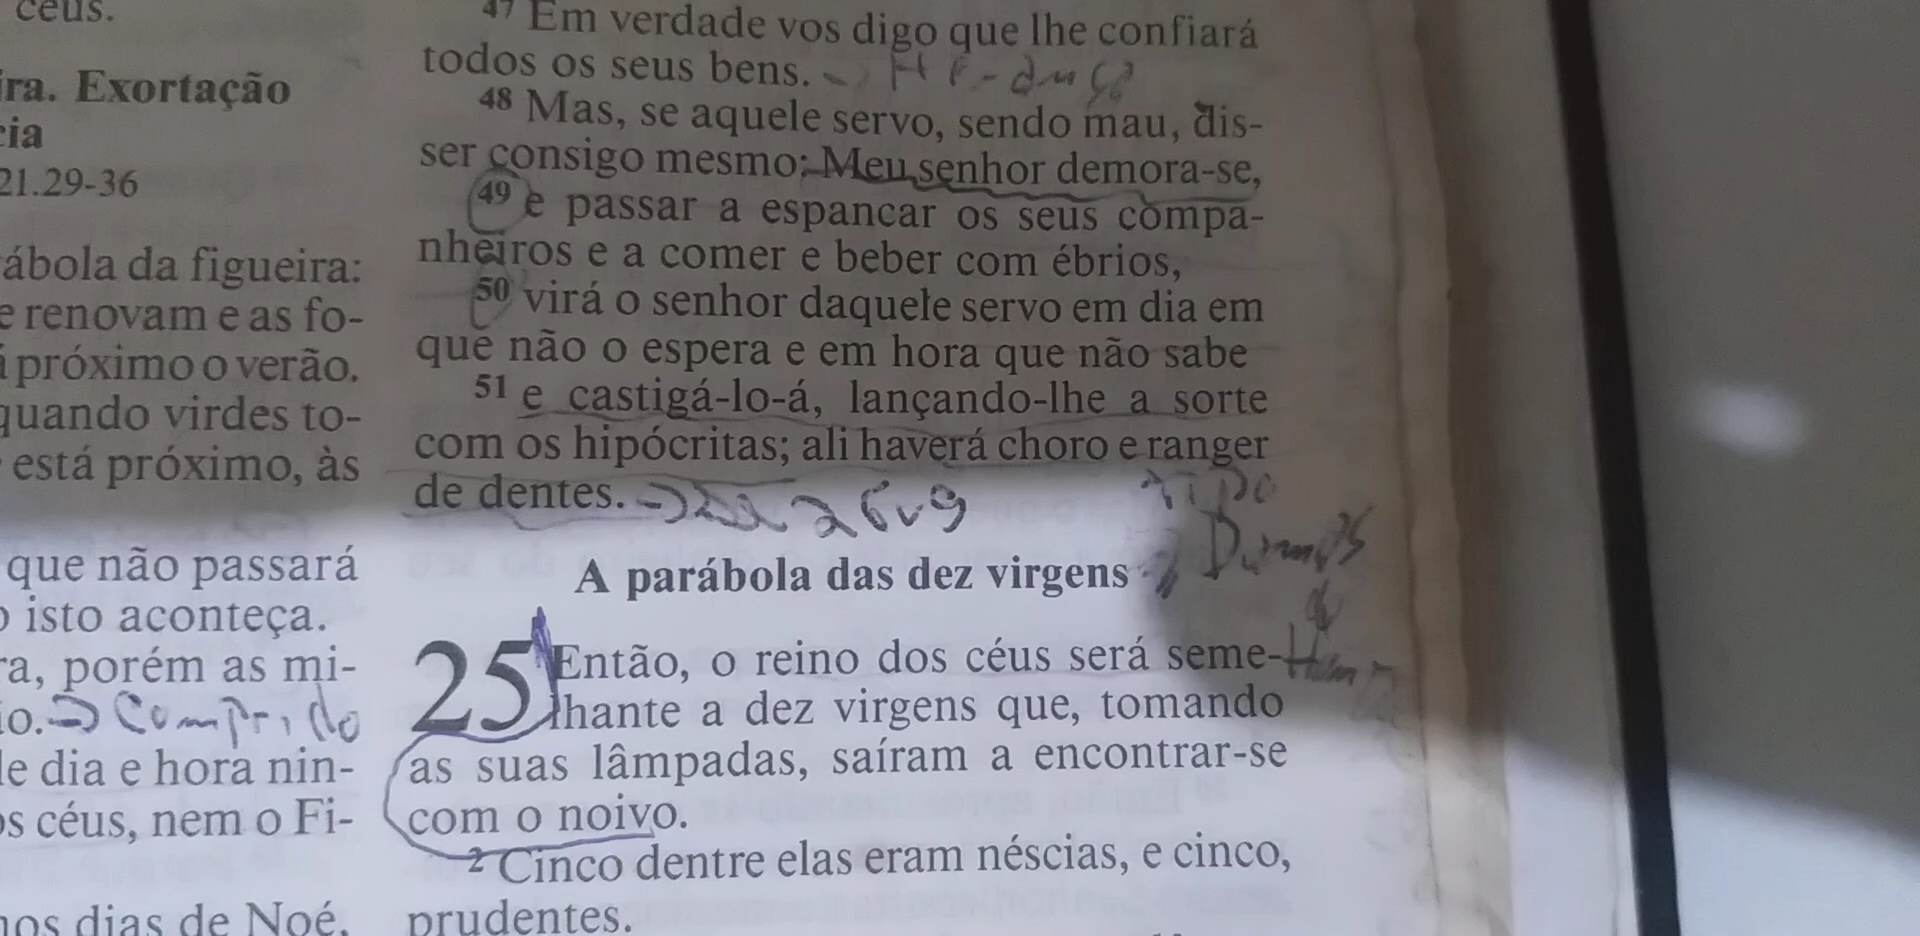 céus.
ira. Exortação
cia
21.29-36
ábola da figueira:
e renovam e as fo-
á próximo o verão.
quando virdes to-
está próximo, às
que não passará
o isto aconteça.
ra, porém as mi-
ão. → Comprido
le dia e hora nin-
os céus, nem o Fi-
nos dias de Noé,
47 Em verdade vos digo que lhe confiará
todos os seus bens.
48 Mas, se aquele servo, sendo mau, dis-
ser consigo mesmo: Meu senhor demora-se,
49 e passar a espancar os seus compa-
nheiros e a comer e beber com ébrios,
50 virá o senhor daquele servo em dia em
que não o espera e em hora que não sabe
51 e castigá-lo-á, lançando-lhe a sorte
com os hipócritas; ali haverá choro e ranger
de dentes.
A parábola das dez virgens
25 Então, o reino dos céus será seme-
lhante a dez virgens que, tomando
as suas lâmpadas, saíram a encontrar-se
com o noivo.
2 Cinco dentre elas eram néscias, e cinco,
prudentes.